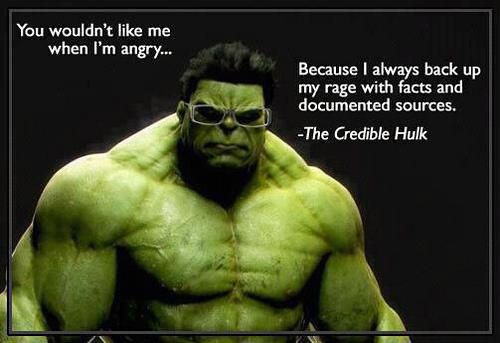 You wouldn't like me
when I'm angry...
Because I always back up
my rage with facts and
documented sources.
-The Credible Hulk